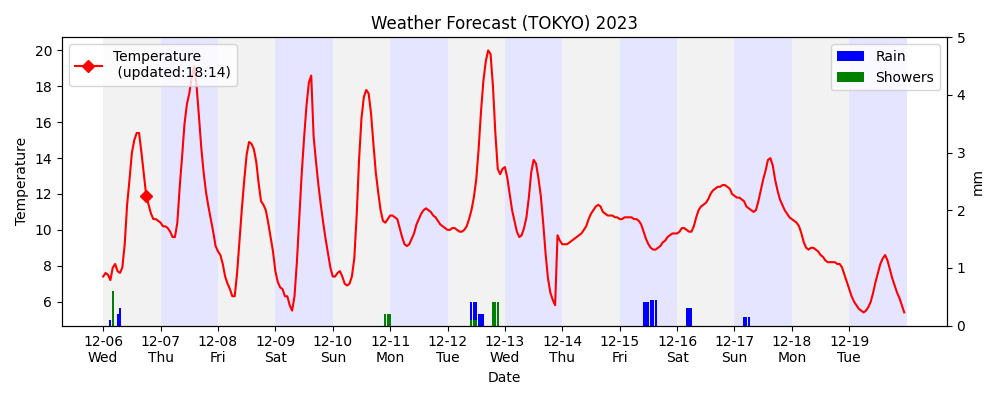 Weather Forecast (TOKYO) 2023
Temperature
(updated:18:14)
Rain
Showers
Temperature
20
18
16
14
12
10
8
6
5
4
3
2
1
0
mm
12-06 12-07 12-08 12-09 12-10 12-11 12-12 12-13 12-14 12-15 12-16 12-17 12-18 12-19
Wed Thu Fri Sat Sun Mon Tue Wed Thu Fri Sat Sun Mon Tue
Date